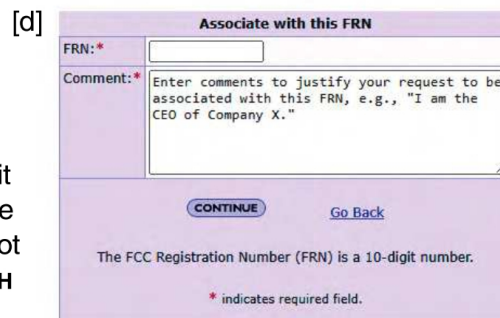 [d]
Associate with this FRN
FRN:*
Comment:* Enter comments to justify your request to be
associated with this FRN, e.g., "I am the
CEO of Company X."
it
e
ot
H
CONTINUE Go Back
The FCC Registration Number (FRN) is a 10-digit number.
* indicates required field.